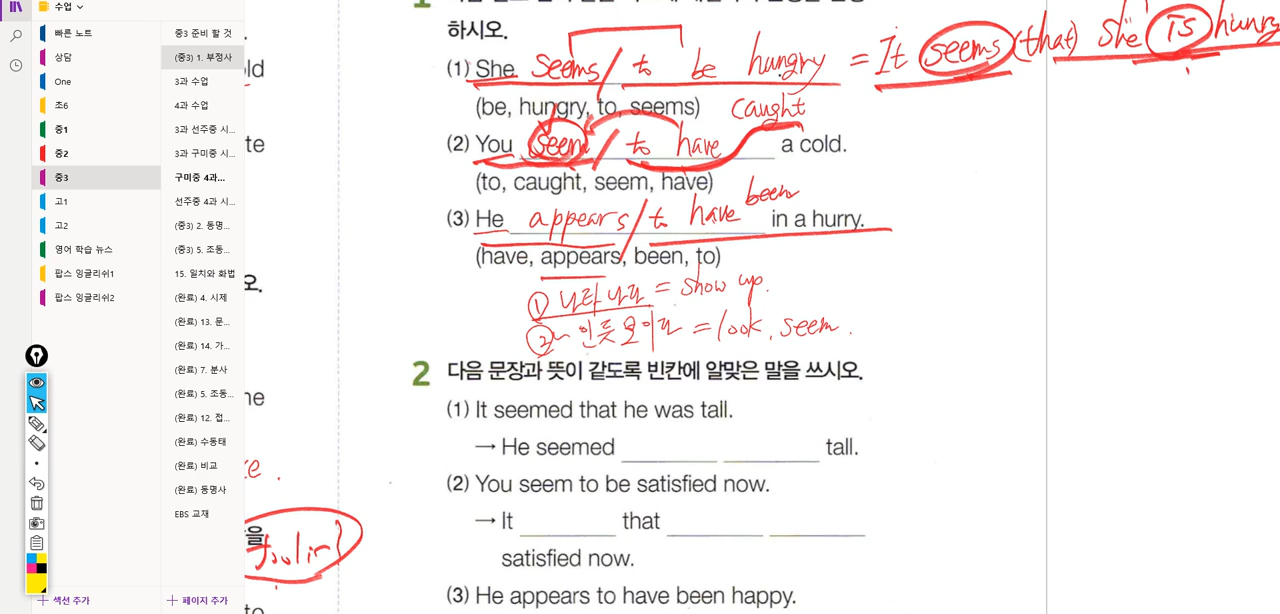 수업
빠른 노트
상담
One
초6
중1
중2
중3
고1
고2
영어 학습 뉴스
팝스 잉글리쉬1
팝스 잉글리쉬2
섹션 추가
중3 준비 할 것
(중3) 1. 부정사
3과 수업
4과 수업
3과 선주중 시...
3과 구미중 시...
구미중 4과...
선주중 4과 시...
(중3) 2. 동명...
(중3) 5. 조동...
15. 일치와 화법
(완료) 4. 시제
(완료) 13. 문...
(완료) 14. 가...
(완료) 7. 분사
(완료) 5. 조동...
(완료) 12. 접...
(완료) 수동태
(완료) 비교
(완료) 동명사
EBS 교재
페이지 추가
하시오.
(1) She seems / to be hungry = It seems (that) she is hungry
(be, hungry, to, seems)
caught
(2) You seem / to have a cold.
(to, caught, seem, have)
been
(3) He appears / to have in a hurry.
(have, appears, been, to)
① 나타나다 = show up.
② ~인듯 보이다 = look, seem.
2 다음 문장과 뜻이 같도록 빈칸에 알맞은 말을 쓰시오.
(1) It seemed that he was tall.
→ He seemed ______ ______ tall.
(2) You seem to be satisfied now.
→ It ______ that ______ ______
satisfied now.
(3) He appears to have been happy.